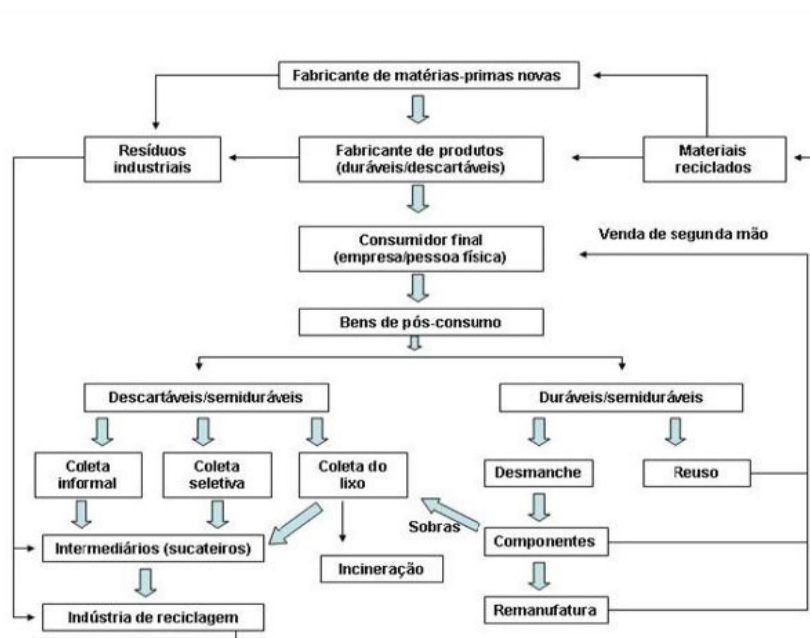 Fabricante de matérias-primas novas
Resíduos
industriais
Fabricante de produtos
(duráveis/descartáveis)
Materiais
reciclados
Consumidor final
(empresa/pessoa física)
Venda de segunda mão
Bens de pós-consumo
Descartáveis/semiduráveis
Duráveis/semiduráveis
Coleta
informal
Coleta
seletiva
Coleta do
lixo
Desmanche
Reuso
Sobras
Componentes
Intermediários (sucateiros)
Incineração
Indústria de reciclagem
Remanufatura